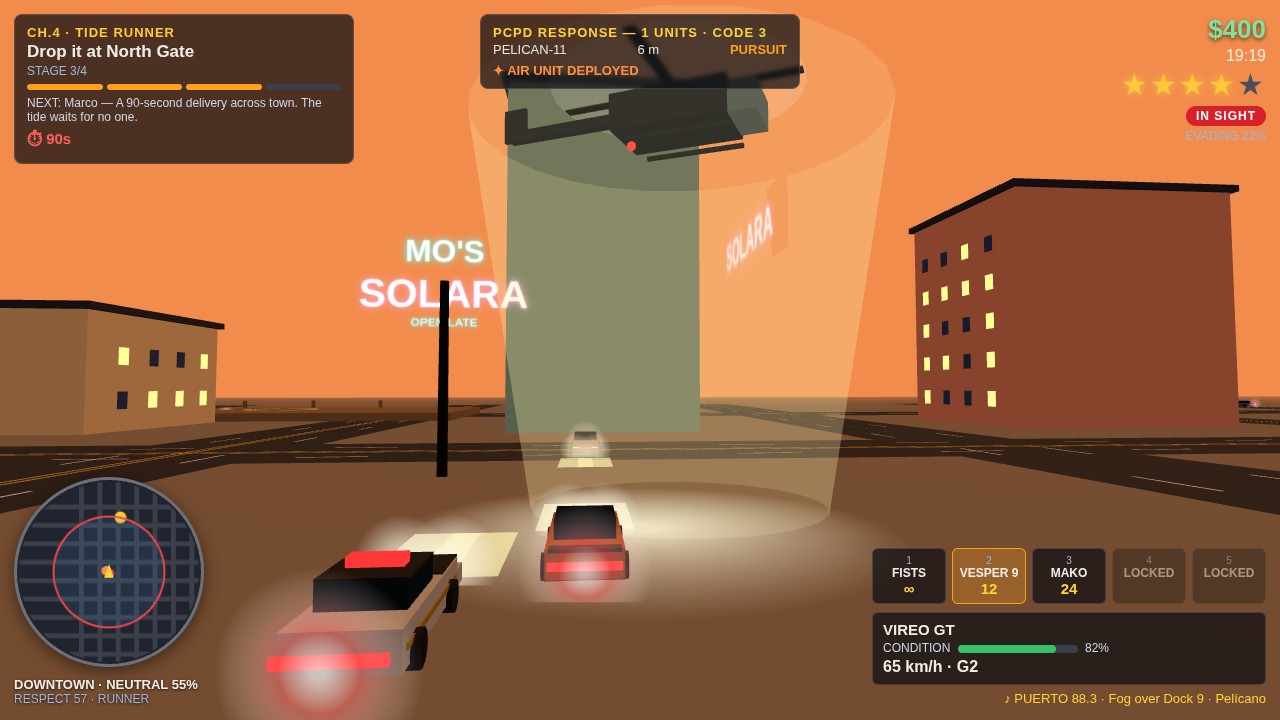 CH.4 · TIDE RUNNER
Drop it at North Gate
STAGE 3/4
NEXT: Marco — A 90-second delivery across town. The
tide waits for no one.
⏱ 90s
PCPD RESPONSE — 1 UNITS · CODE 3
PELICAN-11 6 m PURSUIT
✦ AIR UNIT DEPLOYED
$400
19:19
★★★★★
IN SIGHT
EVADING 22%
MO'S
SOLARA
OPEN LATE
SOLARA
1 2 3 4 5
FISTS VESPER 9 MAKO LOCKED LOCKED
∞ 12 24
VIREO GT
CONDITION 82%
65 km/h · G2
DOWNTOWN · NEUTRAL 55%
RESPECT 57 · RUNNER
♪ PUERTO 88.3 · Fog over Dock 9 · Pelícano